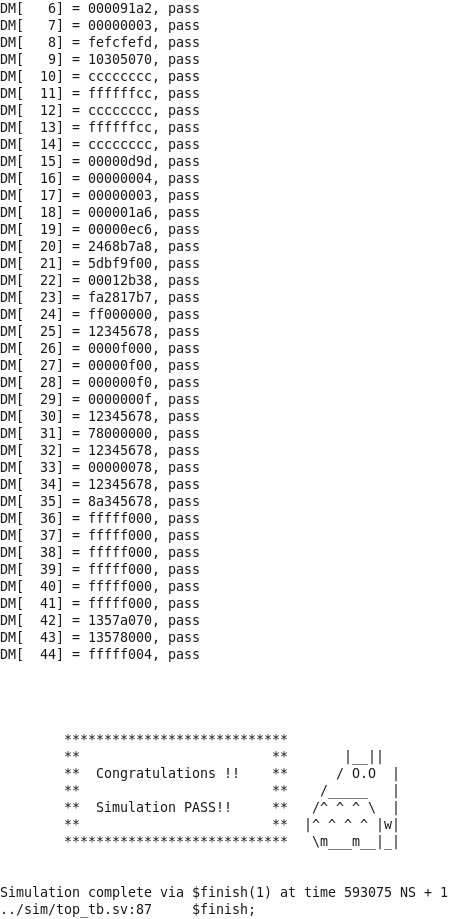 DM[   6] = 000091a2, pass
DM[   7] = 00000003, pass
DM[   8] = fefcfefd, pass
DM[   9] = 10305070, pass
DM[  10] = cccccccc, pass
DM[  11] = ffffffcc, pass
DM[  12] = cccccccc, pass
DM[  13] = ffffffcc, pass
DM[  14] = cccccccc, pass
DM[  15] = 00000d9d, pass
DM[  16] = 00000004, pass
DM[  17] = 00000003, pass
DM[  18] = 000001a6, pass
DM[  19] = 00000ec6, pass
DM[  20] = 2468b7a8, pass
DM[  21] = 5dbf9f00, pass
DM[  22] = 00012b38, pass
DM[  23] = fa2817b7, pass
DM[  24] = ff000000, pass
DM[  25] = 12345678, pass
DM[  26] = 0000f000, pass
DM[  27] = 00000f00, pass
DM[  28] = 000000f0, pass
DM[  29] = 0000000f, pass
DM[  30] = 12345678, pass
DM[  31] = 78000000, pass
DM[  32] = 12345678, pass
DM[  33] = 00000078, pass
DM[  34] = 12345678, pass
DM[  35] = 8a345678, pass
DM[  36] = fffff000, pass
DM[  37] = fffff000, pass
DM[  38] = fffff000, pass
DM[  39] = fffff000, pass
DM[  40] = fffff000, pass
DM[  41] = fffff000, pass
DM[  42] = 1357a070, pass
DM[  43] = 13578000, pass
DM[  44] = fffff004, pass
        ****************************
        **                        **       |__||
        **  Congratulations !!    **      / O.O  |
        **                        **    /_____   |
        **  Simulation PASS!!     **   /^ ^ ^ \  |
        **                        **  |^ ^ ^ ^ |w|
        ****************************   \m___m__|_|
Simulation complete via $finish(1) at time 593075 NS + 1
../sim/top_tb.sv:87     $finish;